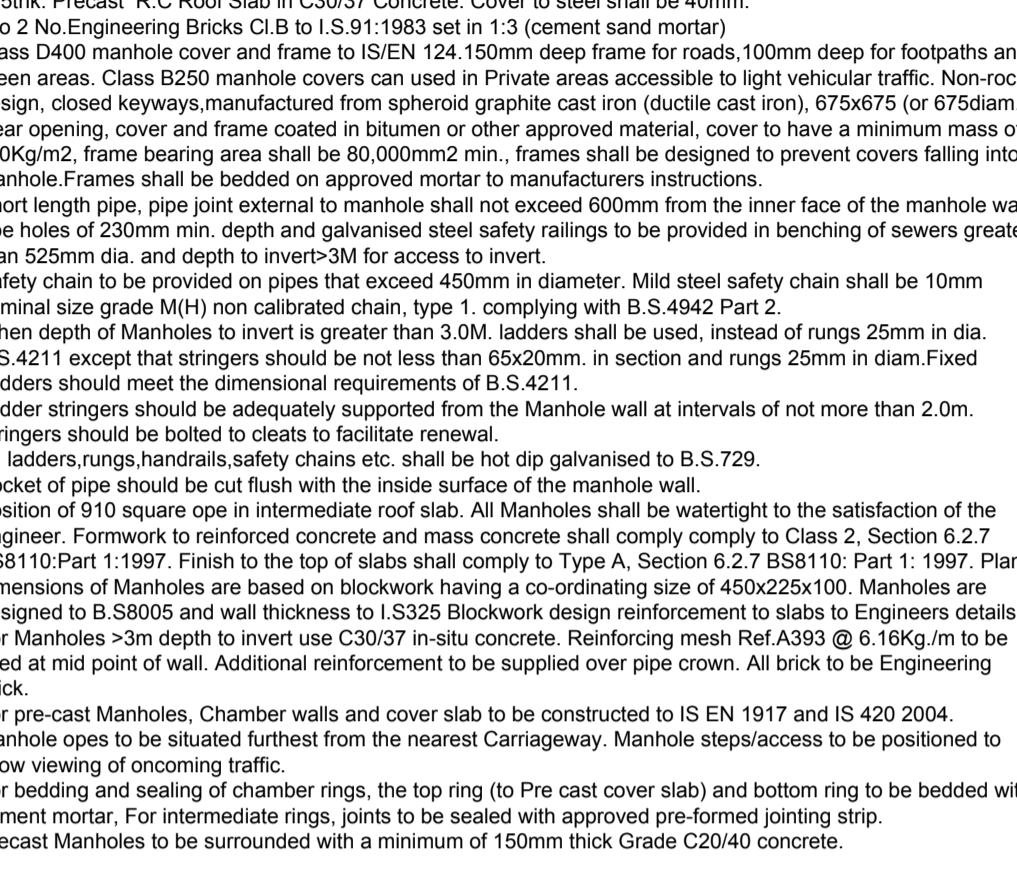 5thk. Precast R.C Roof Slab in C30/37 Concrete. Cover to steel shall be 40mm.
o 2 No.Engineering Bricks Cl.B to I.S.91:1983 set in 1:3 (cement sand mortar)
ass D400 manhole cover and frame to IS/EN 124.150mm deep frame for roads,100mm deep for footpaths an
een areas. Class B250 manhole covers can used in Private areas accessible to light vehicular traffic. Non-roc
sign, closed keyways,manufactured from spheroid graphite cast iron (ductile cast iron), 675x675 (or 675diam.
ear opening, cover and frame coated in bitumen or other approved material, cover to have a minimum mass o
0Kg/m2, frame bearing area shall be 80,000mm2 min., frames shall be designed to prevent covers falling into
anhole.Frames shall be bedded on approved mortar to manufacturers instructions.
ort length pipe, pipe joint external to manhole shall not exceed 600mm from the inner face of the manhole wa
e holes of 230mm min. depth and galvanised steel safety railings to be provided in benching of sewers greate
an 525mm dia. and depth to invert>3M for access to invert.
fety chain to be provided on pipes that exceed 450mm in diameter. Mild steel safety chain shall be 10mm
minal size grade M(H) non calibrated chain, type 1. complying with B.S.4942 Part 2.
hen depth of Manholes to invert is greater than 3.0M. ladders shall be used, instead of rungs 25mm in dia.
S.4211 except that stringers should be not less than 65x20mm. in section and rungs 25mm in diam.Fixed
dders should meet the dimensional requirements of B.S.4211.
dder stringers should be adequately supported from the Manhole wall at intervals of not more than 2.0m.
ringers should be bolted to cleats to facilitate renewal.
ladders,rungs,handrails,safety chains etc. shall be hot dip galvanised to B.S.729.
ocket of pipe should be cut flush with the inside surface of the manhole wall.
sition of 910 square ope in intermediate roof slab. All Manholes shall be watertight to the satisfaction of the
gineer. Formwork to reinforced concrete and mass concrete shall comply comply to Class 2, Section 6.2.7
S8110:Part 1:1997. Finish to the top of slabs shall comply to Type A, Section 6.2.7 BS8110: Part 1: 1997. Plan
mensions of Manholes are based on blockwork having a co-ordinating size of 450x225x100. Manholes are
signed to B.S8005 and wall thickness to I.S325 Blockwork design reinforcement to slabs to Engineers details
r Manholes >3m depth to invert use C30/37 in-situ concrete. Reinforcing mesh Ref.A393 @ 6.16Kg./m to be
ed at mid point of wall. Additional reinforcement to be supplied over pipe crown. All brick to be Engineering
ick.
r pre-cast Manholes, Chamber walls and cover slab to be constructed to IS EN 1917 and IS 420 2004.
anhole opes to be situated furthest from the nearest Carriageway. Manhole steps/access to be positioned to
ow viewing of oncoming traffic.
r bedding and sealing of chamber rings, the top ring (to Pre cast cover slab) and bottom ring to be bedded wit
ment mortar, For intermediate rings, joints to be sealed with approved pre-formed jointing strip.
ecast Manholes to be surrounded with a minimum of 150mm thick Grade C20/40 concrete.